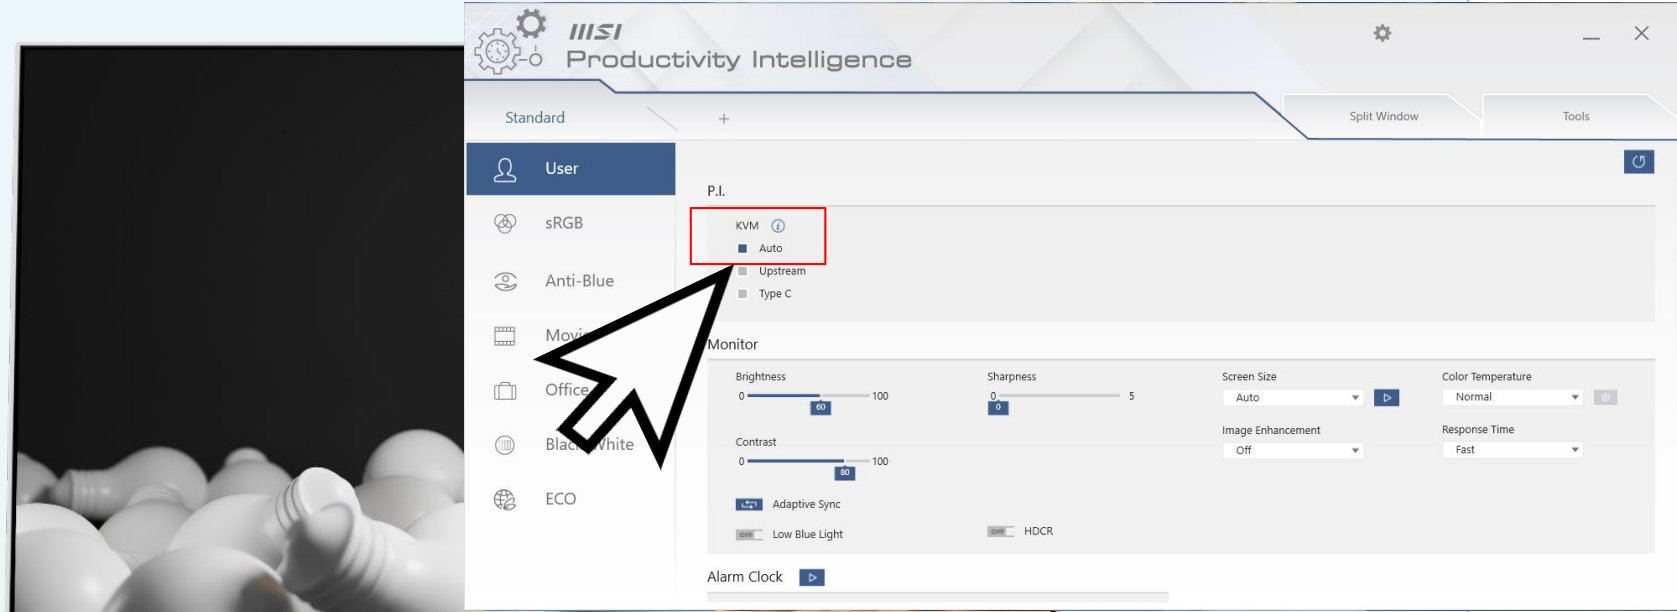 msi
Productivity Intelligence
Standard
+
Split Window
Tools
User
sRGB
Anti-Blue
Office
ECO
P.I.
KVM i
Auto
Upstream
Type C
Monitor
Brightness
0 100
60
Sharpness
0 5
0
Screen Size
Auto
Color Temperature
Normal
Contrast
0 100
80
Image Enhancement
Off
Response Time
Fast
Adaptive Sync
OFF Low Blue Light
OFF HDCR
Alarm Clock